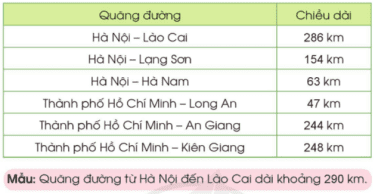 Quãng đường Chiều dài
Hà Nội – Lào Cai 286 km
Hà Nội – Lạng Sơn 154 km
Hà Nội – Hà Nam 63 km
Thành phố Hồ Chí Minh – Long An 47 km
Thành phố Hồ Chí Minh – An Giang 244 km
Thành phố Hồ Chí Minh – Kiên Giang 248 km
Mẫu: Quãng đường từ Hà Nội đến Lào Cai dài khoảng 290 km.